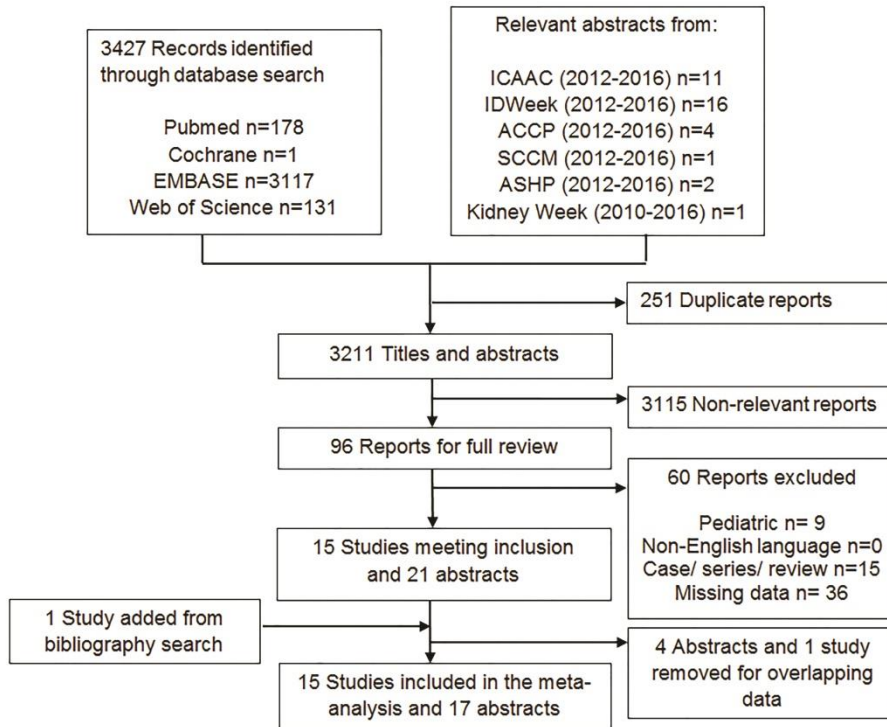 3427 Records identified
through database search
Pubmed n=178
Cochrane n=1
EMBASE n=3117
Web of Science n=131
Relevant abstracts from:
ICAAC (2012-2016) n=11
IDWeek (2012-2016) n=16
ACCP (2012-2016) n=4
SCCM (2012-2016) n=1
ASHP (2012-2016) n=2
Kidney Week (2010-2016) n=1
251 Duplicate reports
3211 Titles and abstracts
3115 Non-relevant reports
96 Reports for full review
60 Reports excluded
Pediatric n= 9
Non-English language n=0
Case/ series/ review n=15
Missing data n= 36
15 Studies meeting inclusion
and 21 abstracts
1 Study added from
bibliography search
4 Abstracts and 1 study
removed for overlapping
data
15 Studies included in the meta-
analysis and 17 abstracts